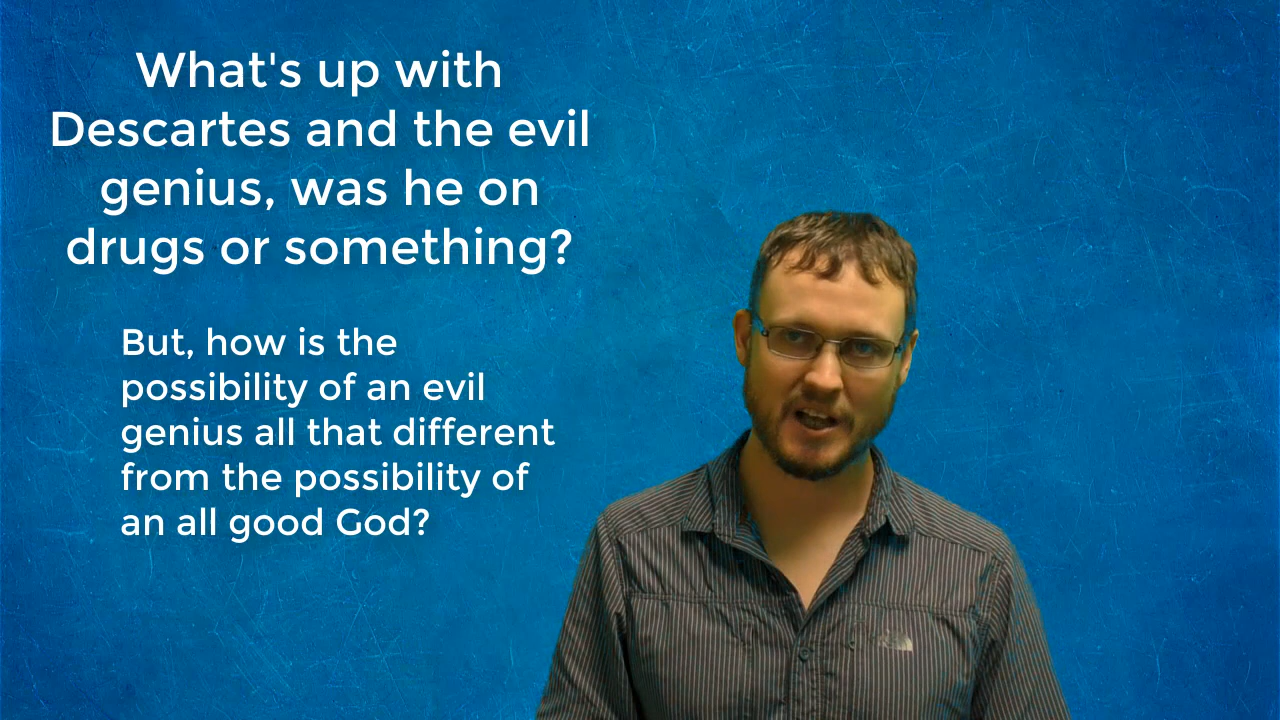 What's up with
Descartes and the evil
genius, was he on
drugs or something?
But, how is the
possibility of an evil
genius all that different
from the possibility of
an all good God?